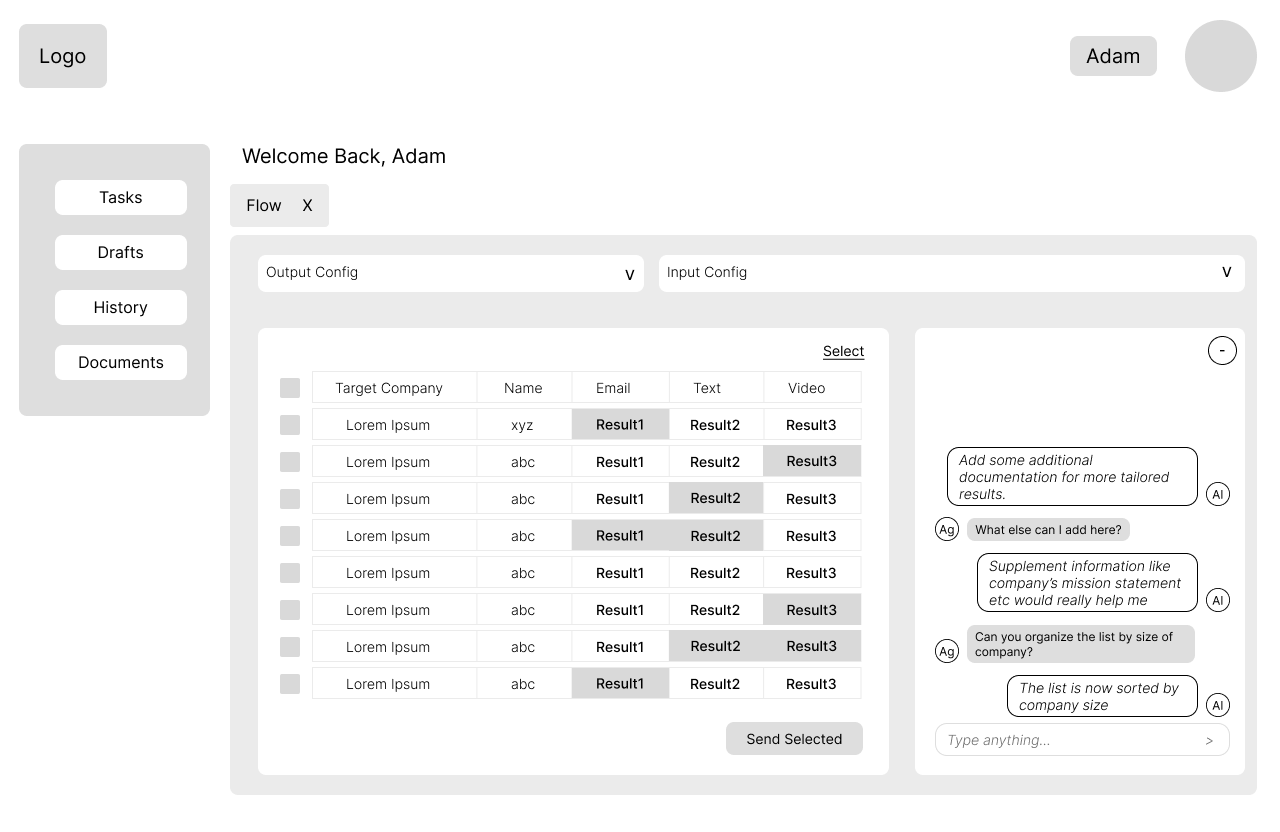 Logo
Adam
Welcome Back, Adam
Tasks
Drafts
History
Documents
Flow X
Output Config v
Input Config v
Select
Target Company Name Email Text Video
Lorem Ipsum xyz Result1 Result2 Result3
Lorem Ipsum abc Result1 Result2 Result3
Lorem Ipsum abc Result1 Result2 Result3
Lorem Ipsum abc Result1 Result2 Result3
Lorem Ipsum abc Result1 Result2 Result3
Lorem Ipsum abc Result1 Result2 Result3
Lorem Ipsum abc Result1 Result2 Result3
Lorem Ipsum abc Result1 Result2 Result3
Send Selected
-
Add some additional
documentation for more tailored
results.
AI
Ag What else can I add here?
Supplement information like
company's mission statement
etc would really help me
AI
Can you organize the list by size of
Ag company?
The list is now sorted by
company size AI
Type anything... >